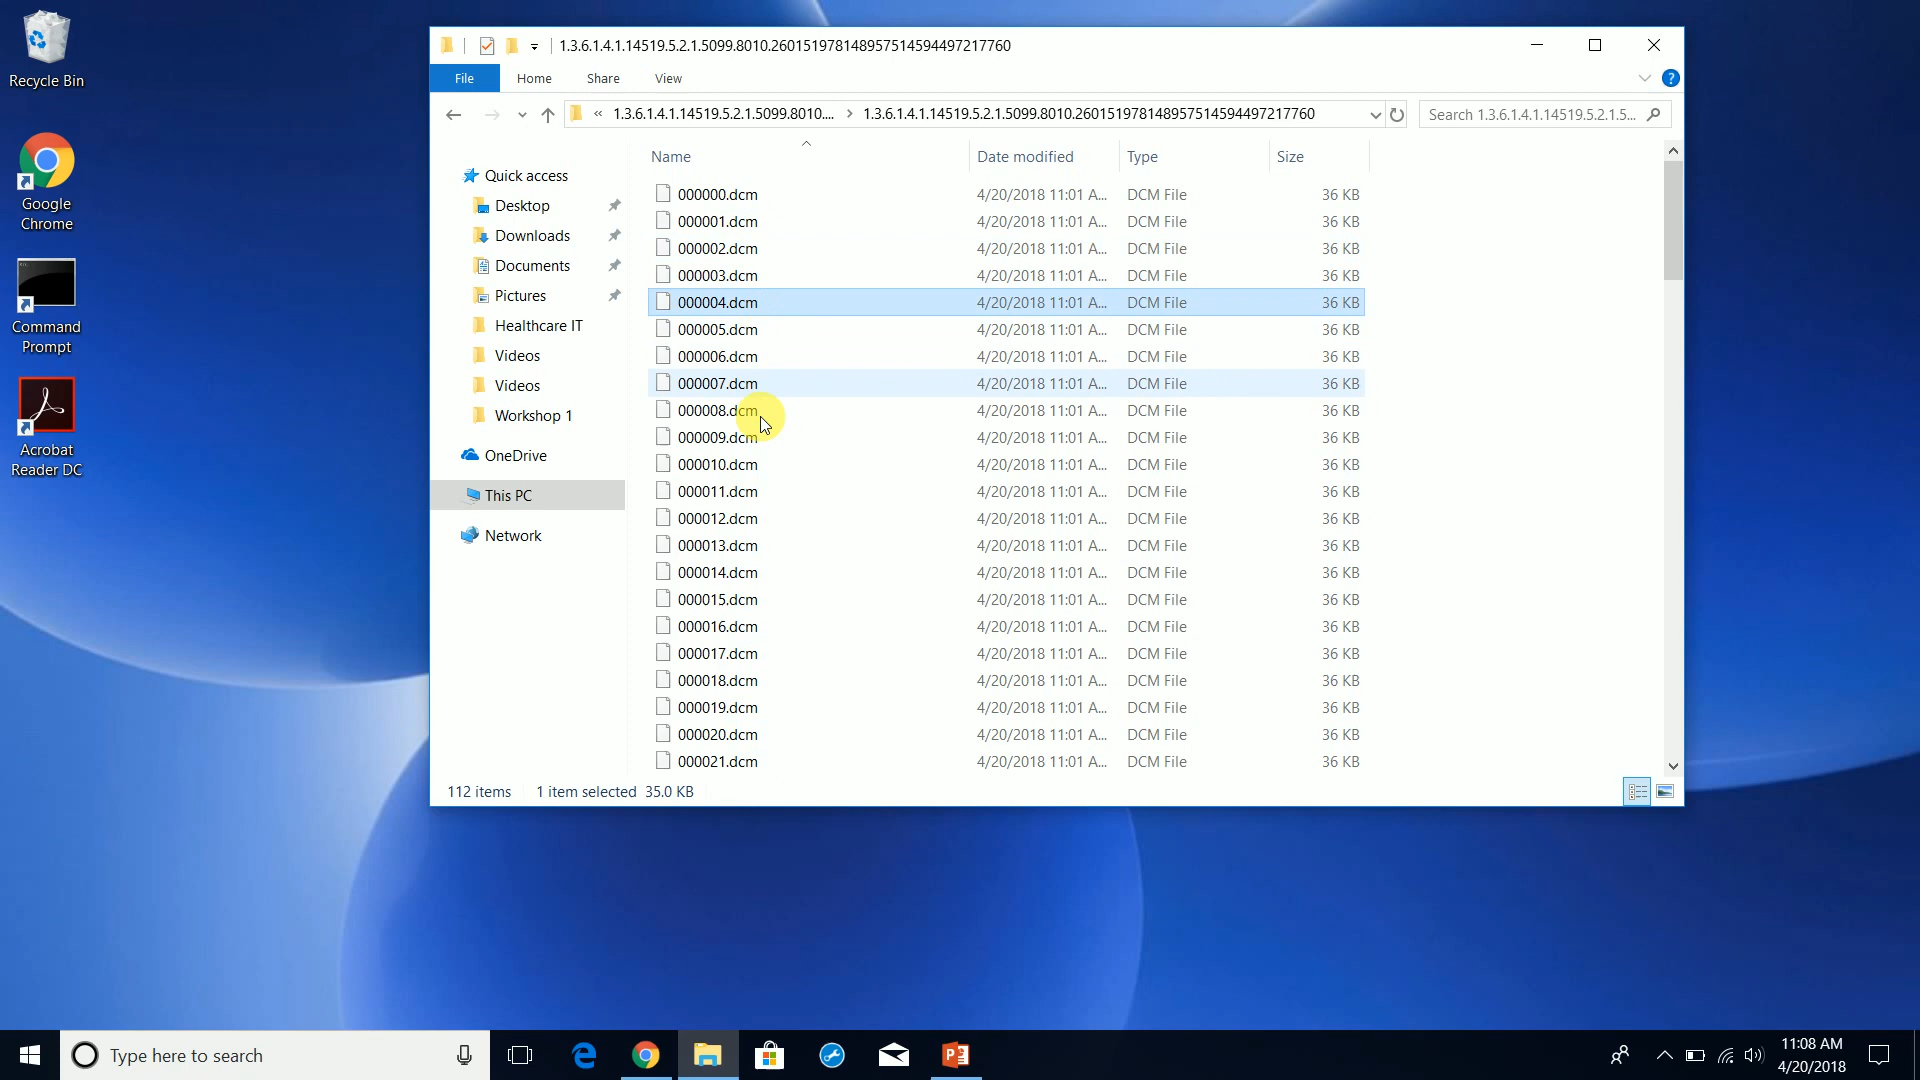 Recycle Bin
Google
Chrome
Command
Prompt
Acrobat
Reader DC
1.3.6.1.4.1.14519.5.2.1.5099.8010.260151978148957514594497217760
File Home Share View
« 1.3.6.1.4.1.14519.5.2.1.5099.8010.... > 1.3.6.1.4.1.14519.5.2.1.5099.8010.260151978148957514594497217760
Search 1.3.6.1.4.1.14519.5.2.1.5...
Quick access
Desktop
Downloads
Documents
Pictures
Healthcare IT
Videos
Videos
Workshop 1
OneDrive
This PC
Network
Name Date modified Type Size
000000.dcm 4/20/2018 11:01 A... DCM File 36 KB
000001.dcm 4/20/2018 11:01 A... DCM File 36 KB
000002.dcm 4/20/2018 11:01 A... DCM File 36 KB
000003.dcm 4/20/2018 11:01 A... DCM File 36 KB
000004.dcm 4/20/2018 11:01 A... DCM File 36 KB
000005.dcm 4/20/2018 11:01 A... DCM File 36 KB
000006.dcm 4/20/2018 11:01 A... DCM File 36 KB
000007.dcm 4/20/2018 11:01 A... DCM File 36 KB
000008.dcm 4/20/2018 11:01 A... DCM File 36 KB
000009.dcm 4/20/2018 11:01 A... DCM File 36 KB
000010.dcm 4/20/2018 11:01 A... DCM File 36 KB
000011.dcm 4/20/2018 11:01 A... DCM File 36 KB
000012.dcm 4/20/2018 11:01 A... DCM File 36 KB
000013.dcm 4/20/2018 11:01 A... DCM File 36 KB
000014.dcm 4/20/2018 11:01 A... DCM File 36 KB
000015.dcm 4/20/2018 11:01 A... DCM File 36 KB
000016.dcm 4/20/2018 11:01 A... DCM File 36 KB
000017.dcm 4/20/2018 11:01 A... DCM File 36 KB
000018.dcm 4/20/2018 11:01 A... DCM File 36 KB
000019.dcm 4/20/2018 11:01 A... DCM File 36 KB
000020.dcm 4/20/2018 11:01 A... DCM File 36 KB
000021.dcm 4/20/2018 11:01 A... DCM File 36 KB
112 items 1 item selected 35.0 KB
Type here to search
11:08 AM
4/20/2018